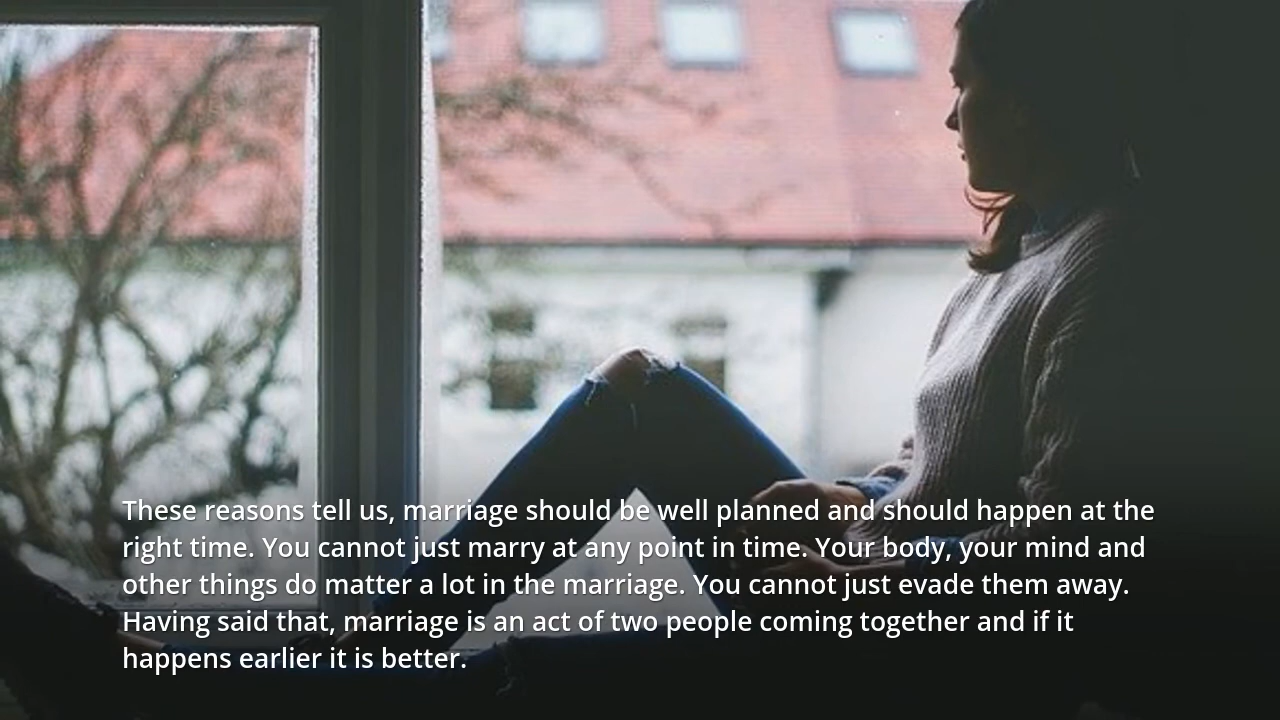 These reasons tell us, marriage should be well planned and should happen at the
right time. You cannot just marry at any point in time. Your body, your mind and
other things do matter a lot in the marriage. You cannot just evade them away.
Having said that, marriage is an act of two people coming together and if it
happens earlier it is better.